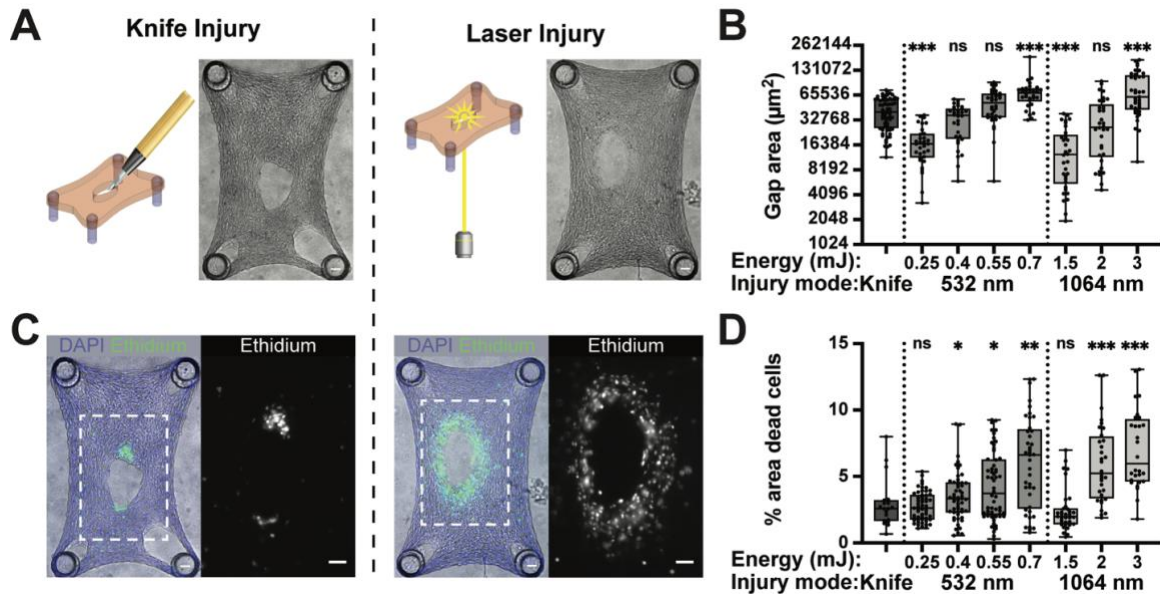 A
Knife Injury
Laser Injury
B
Gap area (µm²)
262144
131072
65536
32768
16384
8192
4096
2048
1024
*** ns ns *** *** ns ***
Energy (mJ): 0.25 0.4 0.55 0.7 1.5 2 3
Injury mode:Knife 532 nm 1064 nm
C
DAPI Ethidium
Ethidium
DAPI Ethidium
Ethidium
D
% area dead cells
15
10
5
0
ns * * ** ns *** ***
Energy (mJ): 0.25 0.4 0.55 0.7 1.5 2 3
Injury mode:Knife 532 nm 1064 nm